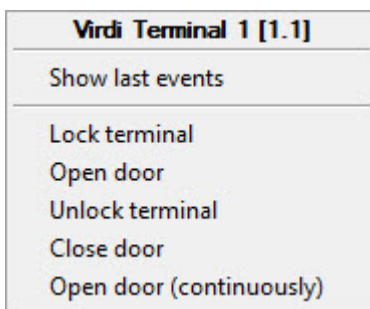 Virdi Terminal 1 [1.1]
Show last events
Lock terminal
Open door
Unlock terminal
Close door
Open door (continuously)